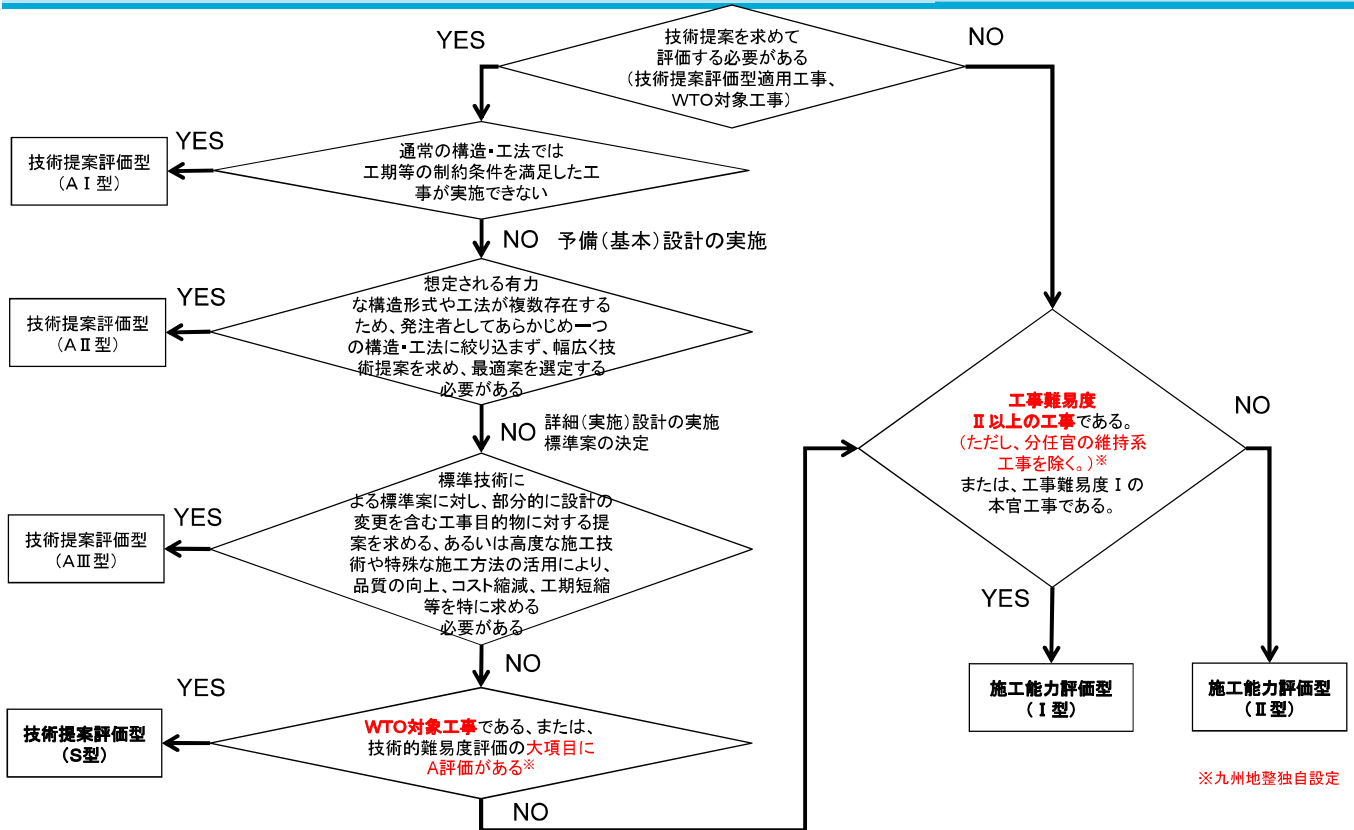 技術提案を求めて
評価する必要がある
(技術提案評価型適用工事、
WTO対象工事)
YES
NO
通常の構造・工法では
工期等の制約条件を満足した工
事が実施できない
YES
技術提案評価型
(AⅠ型)
NO 予備(基本)設計の実施
想定される有力
な構造形式や工法が複数存在する
ため、発注者としてあらかじめ一つ
の構造・工法に絞り込まず、幅広く技
術提案を求め、最適案を選定する
必要がある
YES
技術提案評価型
(AⅡ型)
NO 詳細(実施)設計の実施
標準案の決定
標準技術に
よる標準案に対し、部分的に設計の
変更を含む工事目的物に対する提
案を求める、あるいは高度な施工技
術や特殊な施工方法の活用により、
品質の向上、コスト縮減、工期短縮
等を特に求める
必要がある
YES
技術提案評価型
(AⅢ型)
NO
WTO対象工事である、または、
技術的難易度評価の大項目に
A評価がある※
YES
技術提案評価型
(S型)
NO
工事難易度
Ⅱ以上の工事である。
(ただし、分任官の維持系
工事を除く。)※
または、工事難易度Ⅰの
本官工事である。
YES
NO
施工能力評価型
(Ⅰ型)
施工能力評価型
(Ⅱ型)
※九州地整独自設定